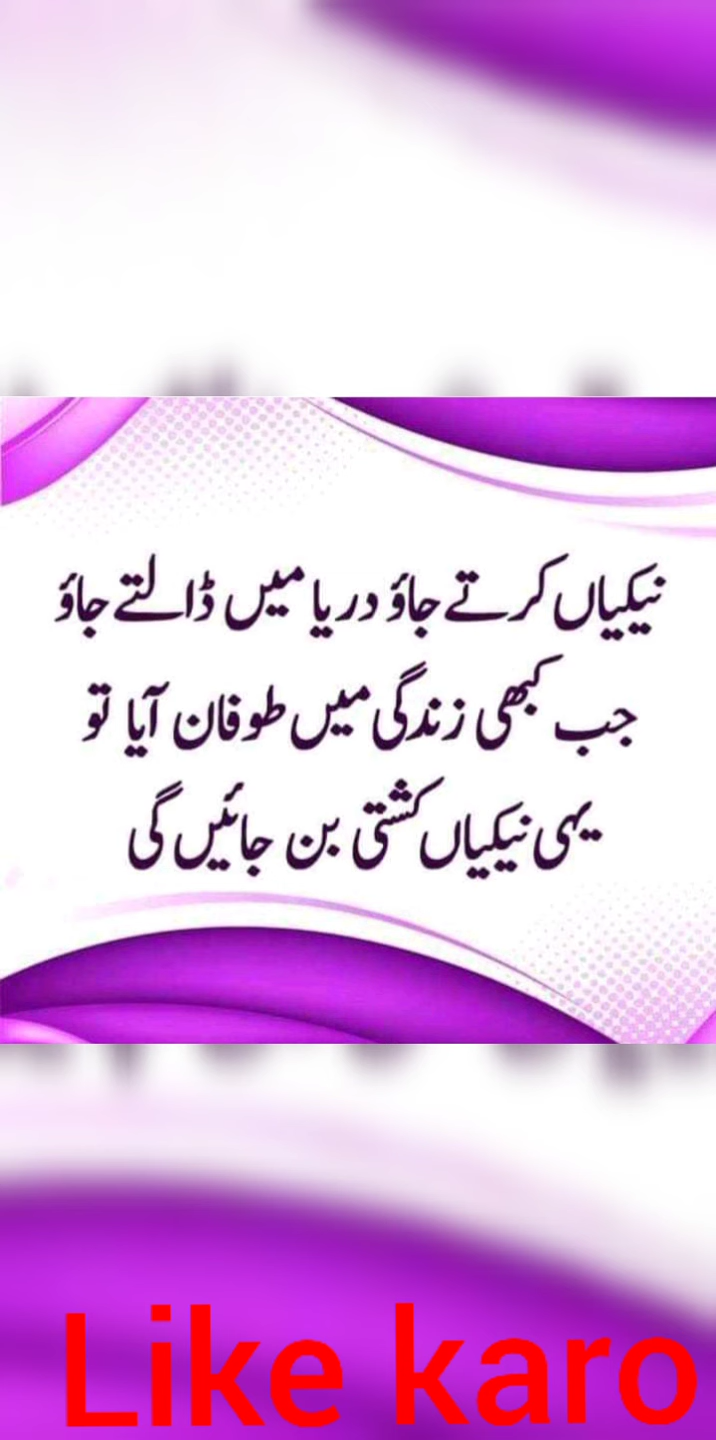 نیکیاں کرتے جاؤ دریا میں ڈالتے جاؤ
جب کبھی زندگی میں طوفان آیا تو
یہی نیکیاں کشتی بن جائیں گی
Like karo